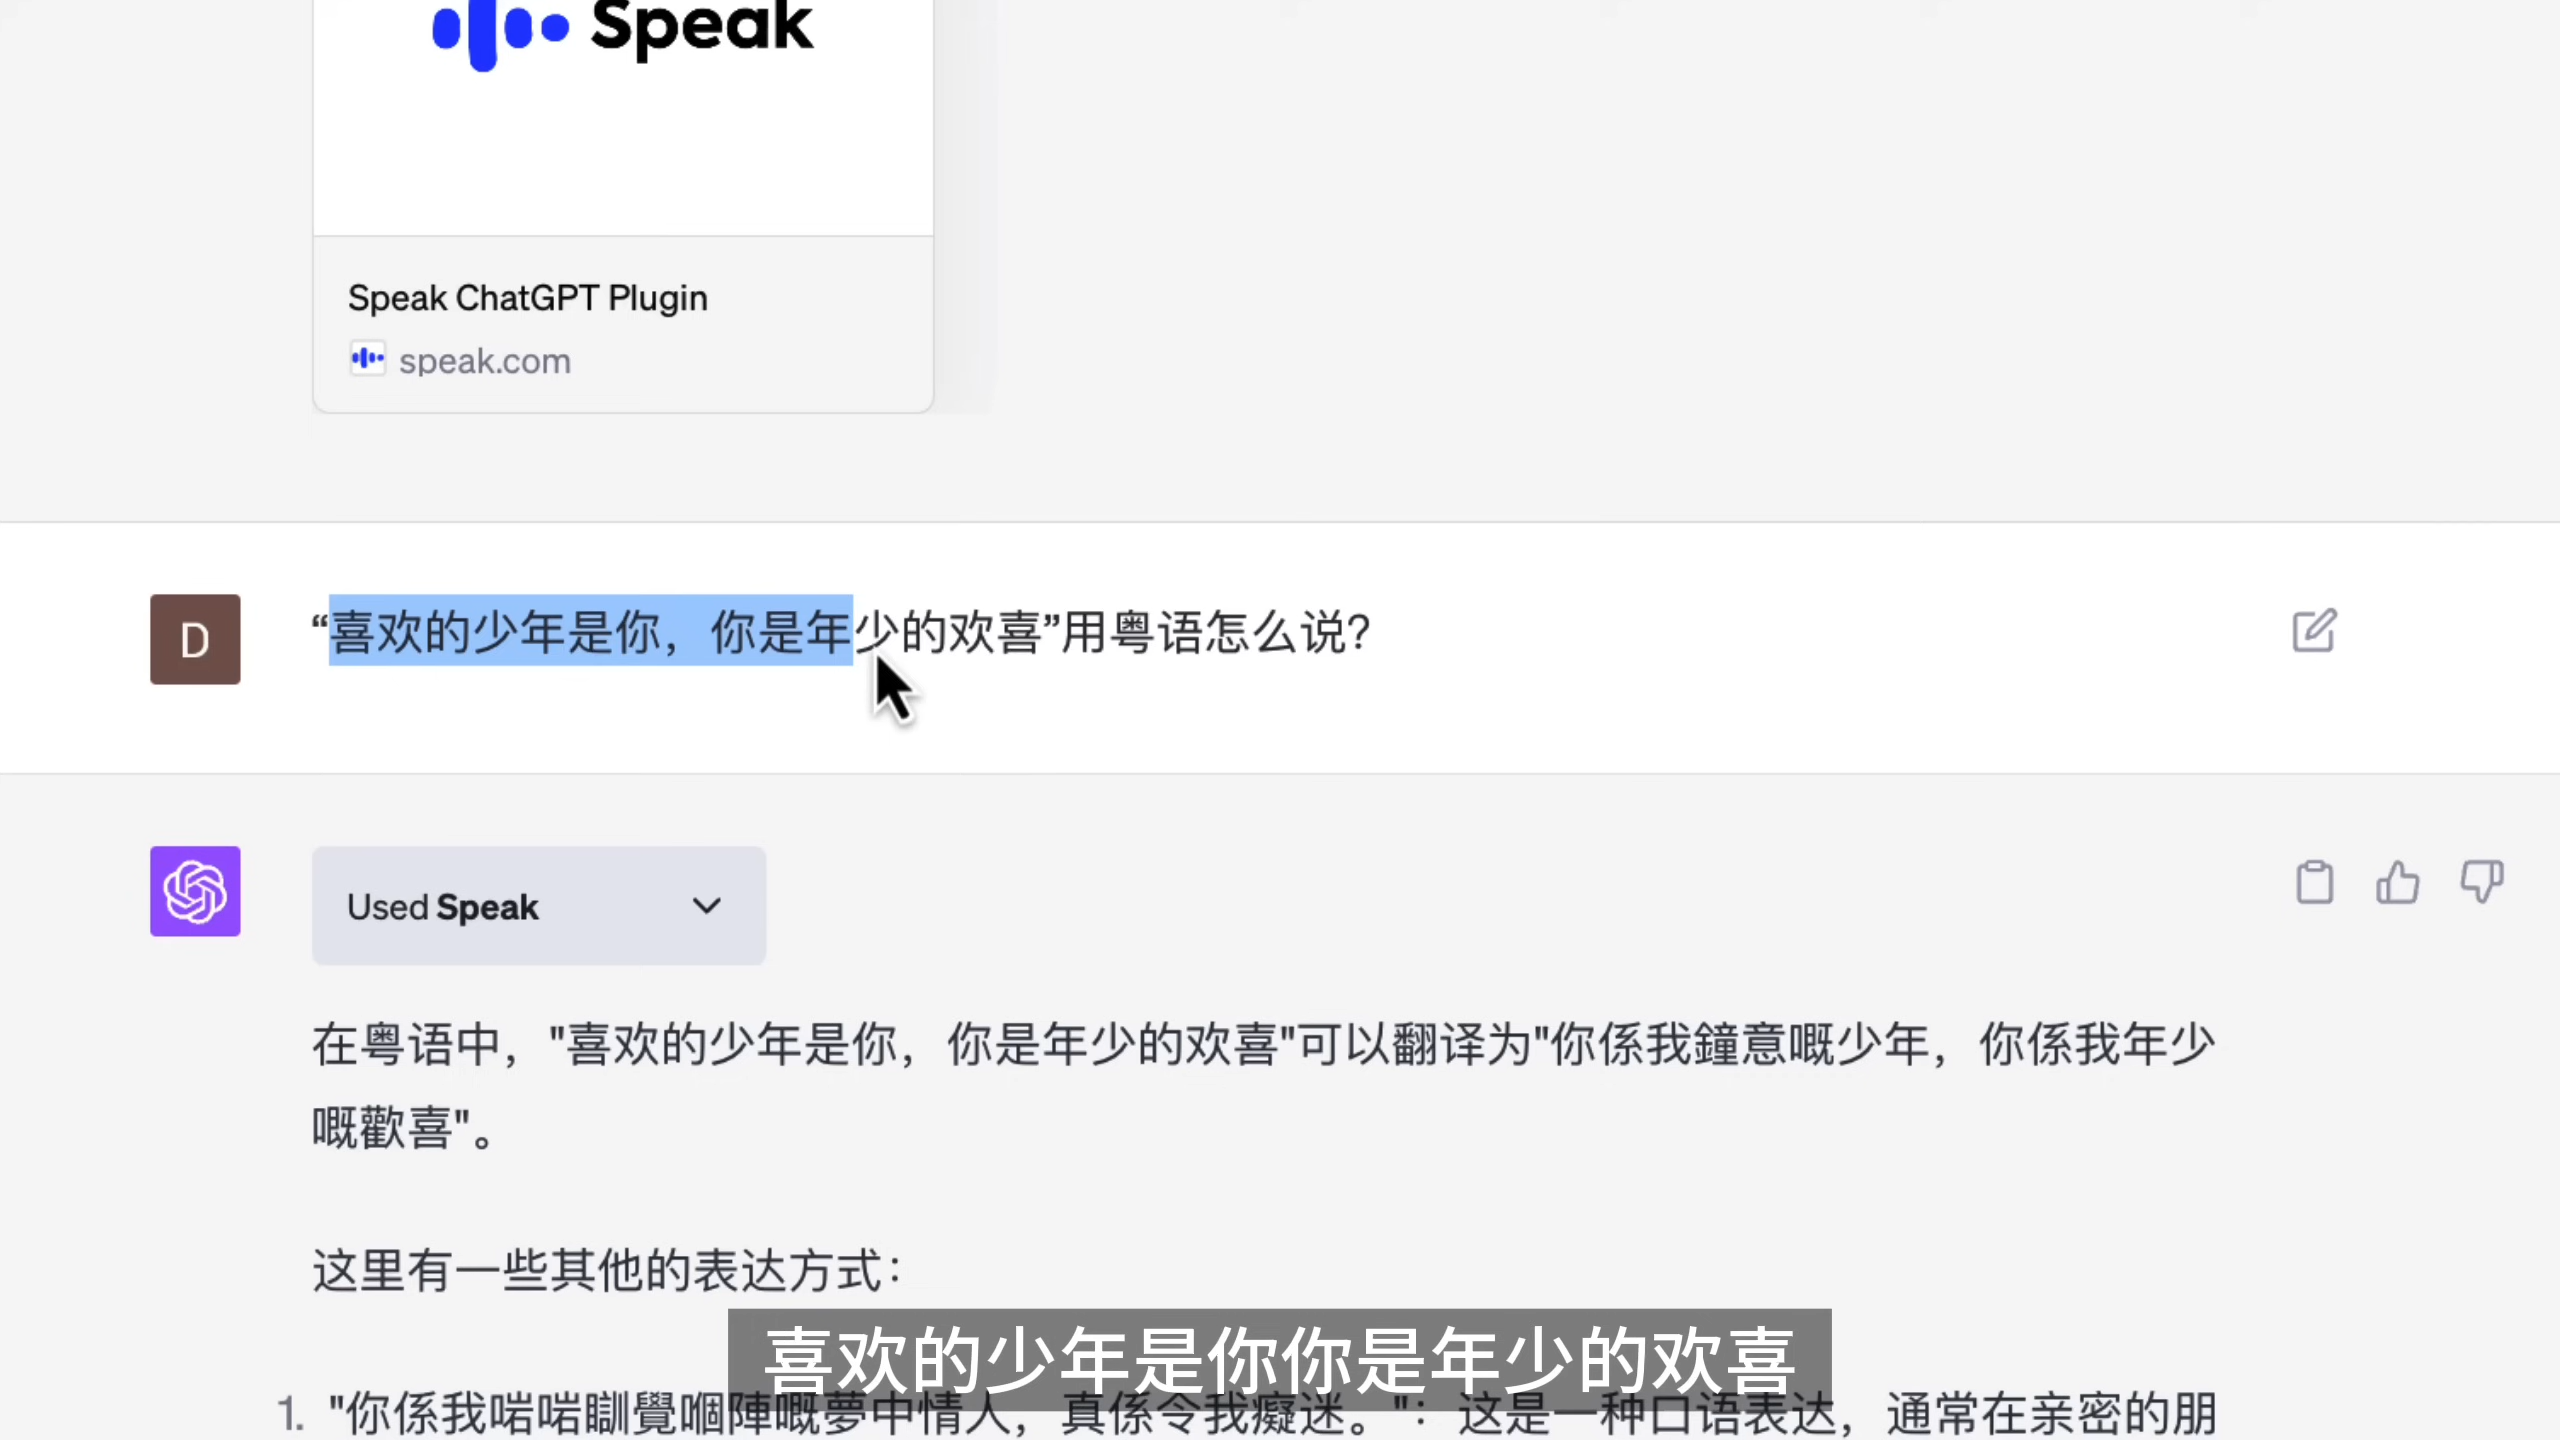 Speak
Speak ChatGPT Plugin
speak.com
D
“喜欢的少年是你，你是年少的欢喜”用粤语怎么说?
Used Speak
在粤语中，"喜欢的少年是你，你是年少的欢喜"可以翻译为"你係我鐘意嘅少年，你係我年少
嘅歡喜"。
这里有一些其他的表达方式：
喜欢的少年是你你是年少的欢喜
1. "你係我啱啱瞓覺嗰陣嘅夢中情人，真係令我癡迷。"：这是一种口语表达，通常在亲密的朋